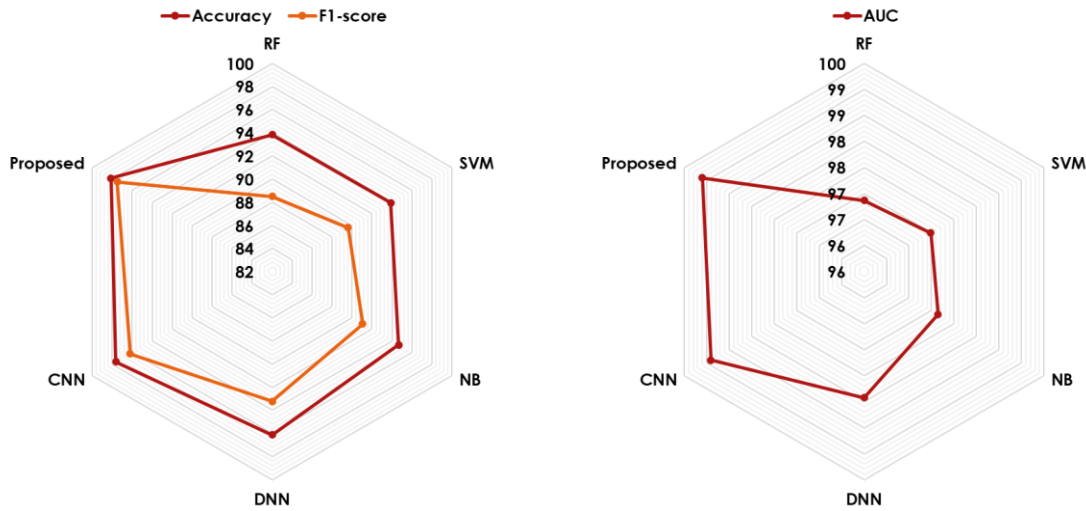 Accuracy F1-score
RF
100
98
96
94
92
90
88
86
84
82
SVM
NB
DNN
CNN
Proposed
AUC
RF
100
99
99
98
98
97
97
96
96
SVM
NB
DNN
CNN
Proposed